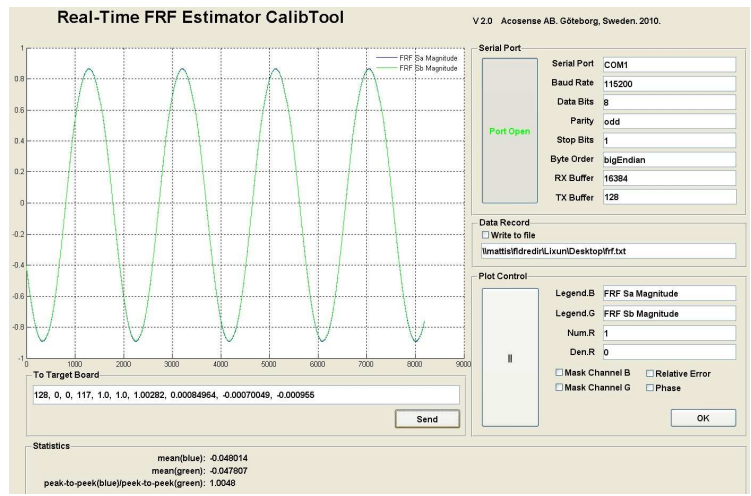 Real-Time FRF Estimator CalibTool
V 2.0 Acosense AB. Göteborg, Sweden. 2010.
FRF Sa Magnitude
FRF Sb Magnitude
1
0.8
0.6
0.4
0.2
0
-0.2
-0.4
-0.6
-0.8
-1
0 1000 2000 3000 4000 5000 6000 7000 8000 9000
Serial Port
Port Open
Serial Port COM1
Baud Rate 115200
Data Bits 8
Parity odd
Stop Bits 1
Byte Order bigEndian
RX Buffer 16384
TX Buffer 128
Data Record
Write to file
\\mattis\fldredir\Lixun\Desktop\frf.txt
Plot Control
||
Legend.B FRF Sa Magnitude
Legend.G FRF Sb Magnitude
Num.R 1
Den.R 0
Mask Channel B Relative Error
Mask Channel G Phase
OK
To Target Board
128, 0, 0, 117, 1.0, 1.0, 1.00282, 0.00084964, -0.00070049, -0.000955
Send
Statistics
mean(blue): -0.048014
mean(green): -0.047807
peak-to-peek(blue)/peek-to-peek(green): 1.0048